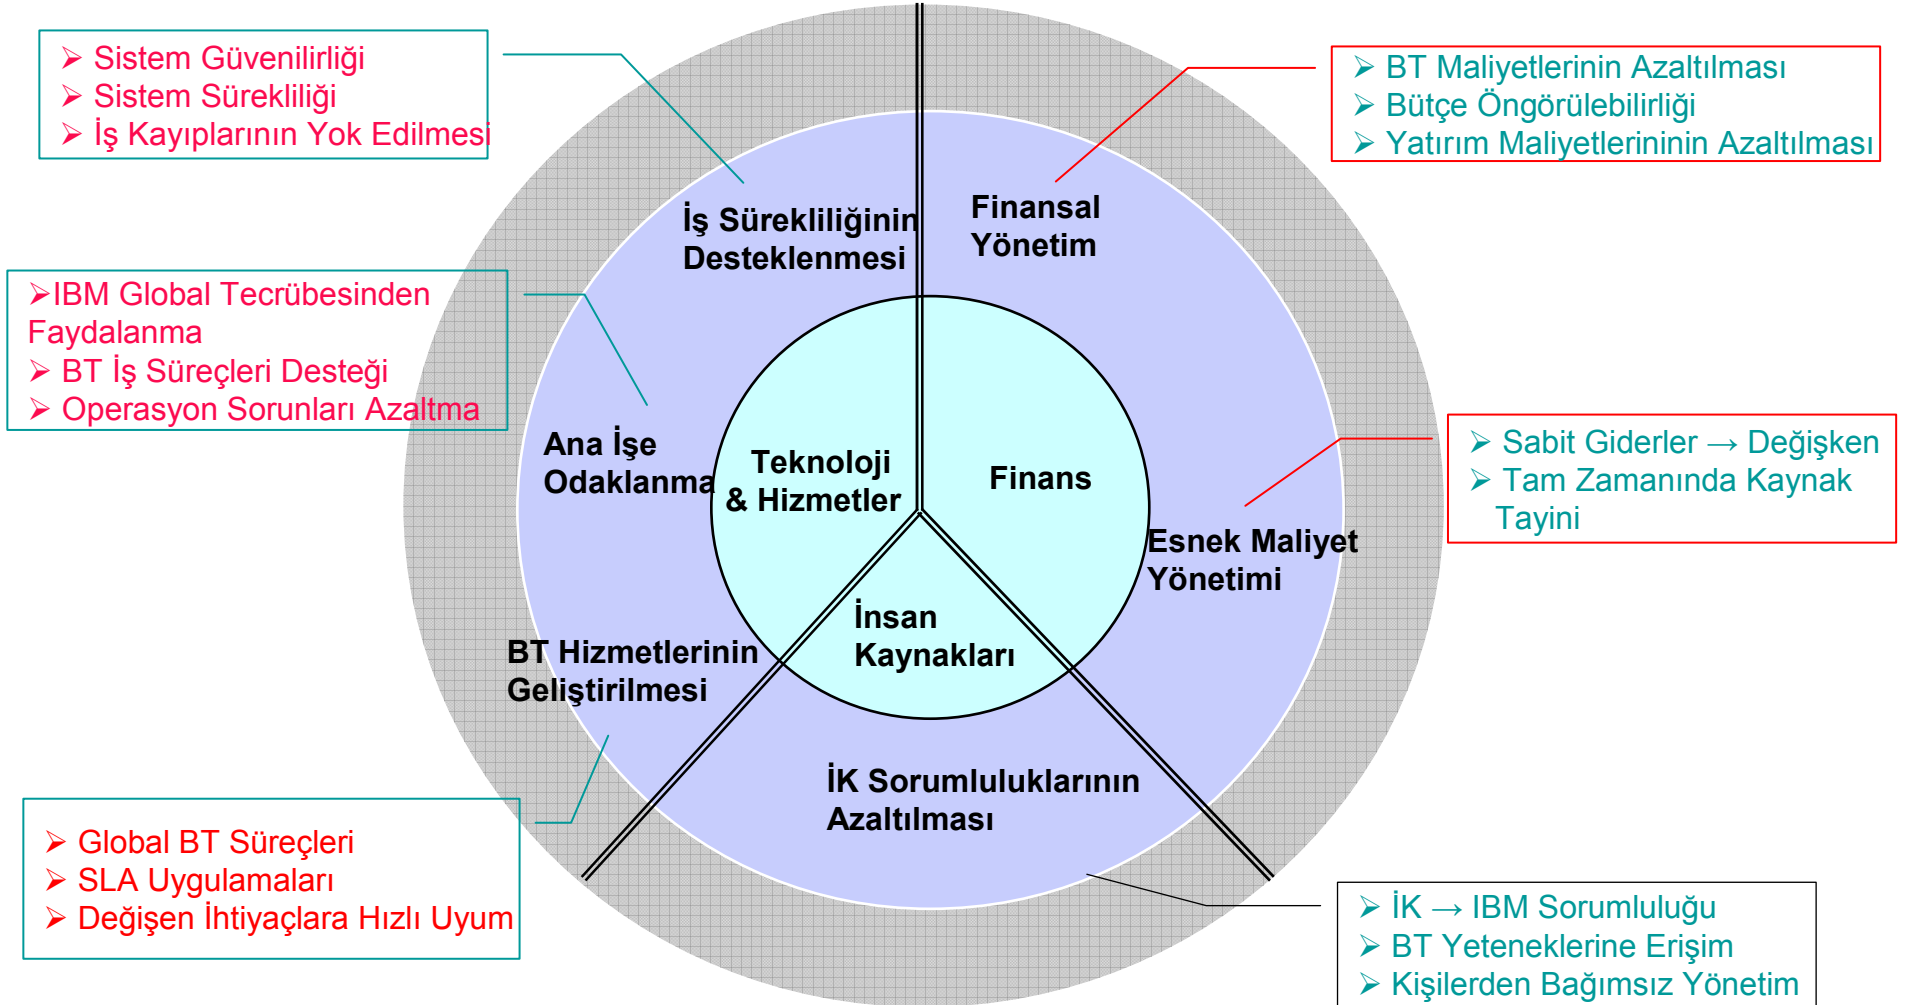 ➢ Sistem Güvenilirliği
➢ Sistem Sürekliliği
➢ İş Kayıplarının Yok Edilmesi
➢ BT Maliyetlerinin Azaltılması
➢ Bütçe Öngörülebilirliği
➢ Yatırım Maliyetlerininin Azaltılması
İş Sürekliliğinin
Desteklenmesi
Finansal
Yönetim
➢IBM Global Tecrübesinden
Faydalanma
➢ BT İş Süreçleri Desteği
➢ Operasyon Sorunları Azaltma
Ana İşe
Odaklanma
Teknoloji
& Hizmetler
Finans
➢ Sabit Giderler → Değişken
➢ Tam Zamanında Kaynak
Tayini
Esnek Maliyet
Yönetimi
İnsan
Kaynakları
BT Hizmetlerinin
Geliştirilmesi
İK Sorumluluklarının
Azaltılması
➢ Global BT Süreçleri
➢ SLA Uygulamaları
➢ Değişen İhtiyaçlara Hızlı Uyum
➢ İK → IBM Sorumluluğu
➢ BT Yeteneklerine Erişim
➢ Kişilerden Bağımsız Yönetim